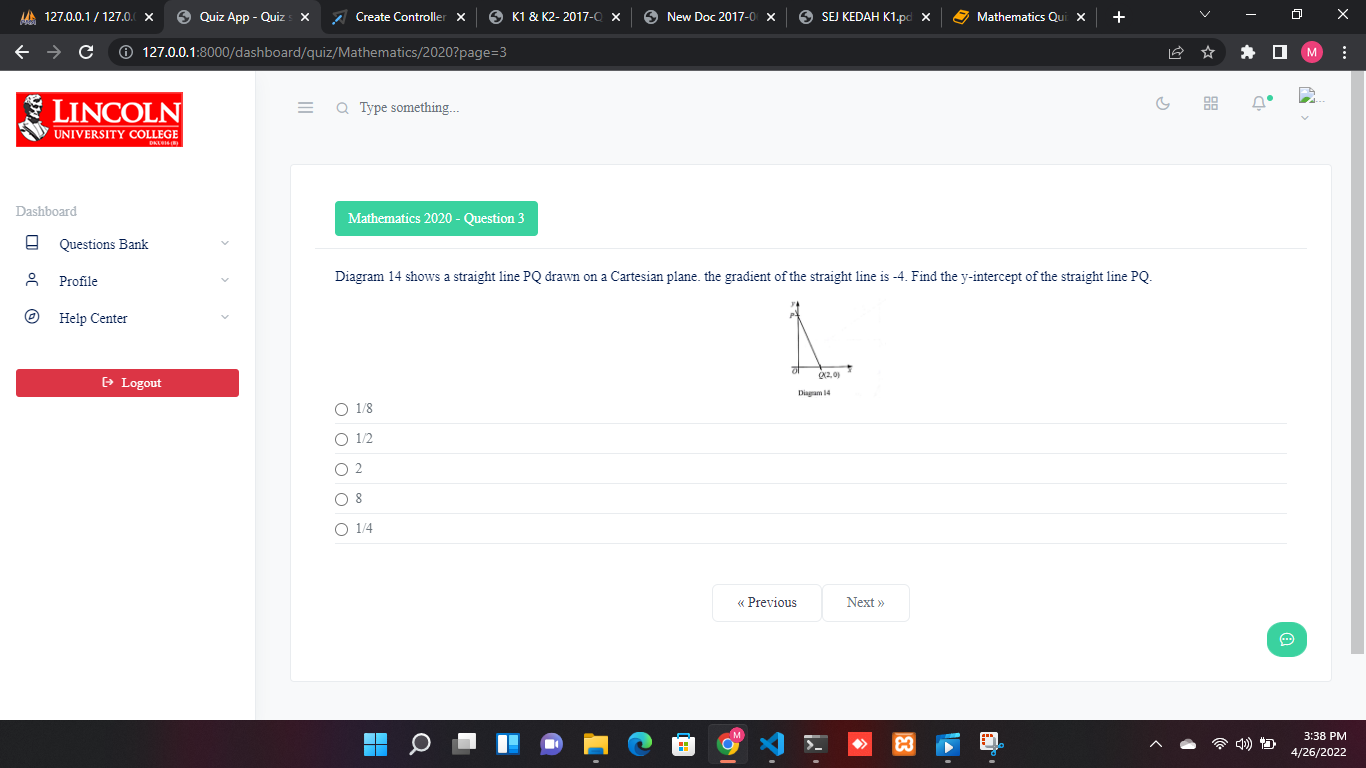 127.0.0.1 / 127.0.0
Quiz App - Quiz s
Create Controller
K1 & K2- 2017-Q
New Doc 2017-0
SEJ KEDAH K1.pd
Mathematics Qui
127.0.0.1:8000/dashboard/quiz/Mathematics/2020?page=3
M
LINCOLN
UNIVERSITY COLLEGE
Type something...
...
Dashboard
Questions Bank
Profile
Help Center
Logout
Mathematics 2020 - Question 3
Diagram 14 shows a straight line PQ drawn on a Cartesian plane. the gradient of the straight line is -4. Find the y-intercept of the straight line PQ.
y
P
O
Q(2, 0)
x
Diagram 14
1/8
1/2
2
8
1/4
« Previous
Next »
M
3:38 PM
4/26/2022